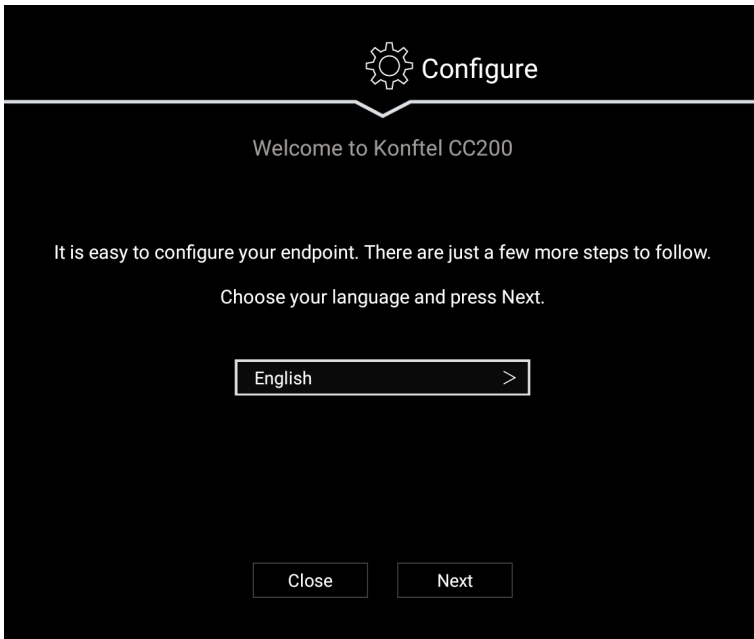 Configure
Welcome to Konftel CC200
It is easy to configure your endpoint. There are just a few more steps to follow.
Choose your language and press Next.
English >
Close Next